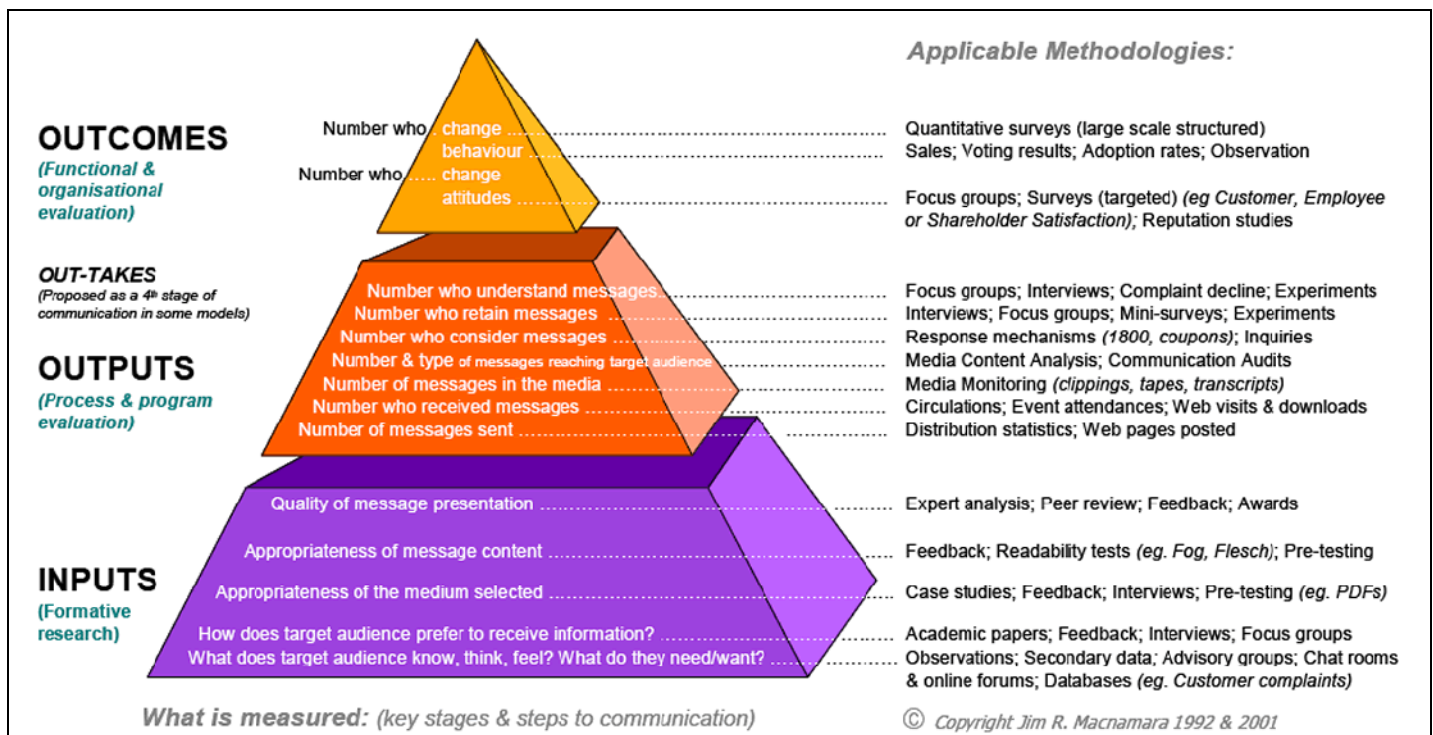 Applicable Methodologies:
OUTCOMES
(Functional &
organisational
evaluation)
Number who change ..... Quantitative surveys (large scale structured)
behaviour ..... Sales; Voting results; Adoption rates; Observation
Number who ..... change
attitudes ..... Focus groups; Surveys (targeted) (eg Customer, Employee
or Shareholder Satisfaction); Reputation studies
OUT-TAKES
(Proposed as a 4th stage of
communication in some models)
Number who understand messages ..... Focus groups; Interviews; Complaint decline; Experiments
Number who retain messages ..... Interviews; Focus groups; Mini-surveys; Experiments
Number who consider messages ..... Response mechanisms (1800, coupons); Inquiries
OUTPUTS
(Process & program
evaluation)
Number & type of messages reaching target audience Media Content Analysis; Communication Audits
Number of messages in the media ..... Media Monitoring (clippings, tapes, transcripts)
Number who received messages ..... Circulations; Event attendances; Web visits & downloads
Number of messages sent ..... Distribution statistics; Web pages posted
INPUTS
(Formative
research)
Quality of message presentation ..... Expert analysis; Peer review; Feedback; Awards
Appropriateness of message content ..... Feedback; Readability tests (eg. Fog, Flesch); Pre-testing
Appropriateness of the medium selected ..... Case studies; Feedback; Interviews; Pre-testing (eg. PDFs)
How does target audience prefer to receive information? ..... Academic papers; Feedback; Interviews; Focus groups
What does target audience know, think, feel? What do they need/want? ..... Observations; Secondary data; Advisory groups; Chat rooms
& online forums; Databases (eg. Customer complaints)
What is measured: (key stages & steps to communication)
© Copyright Jim R. Macnamara 1992 & 2001